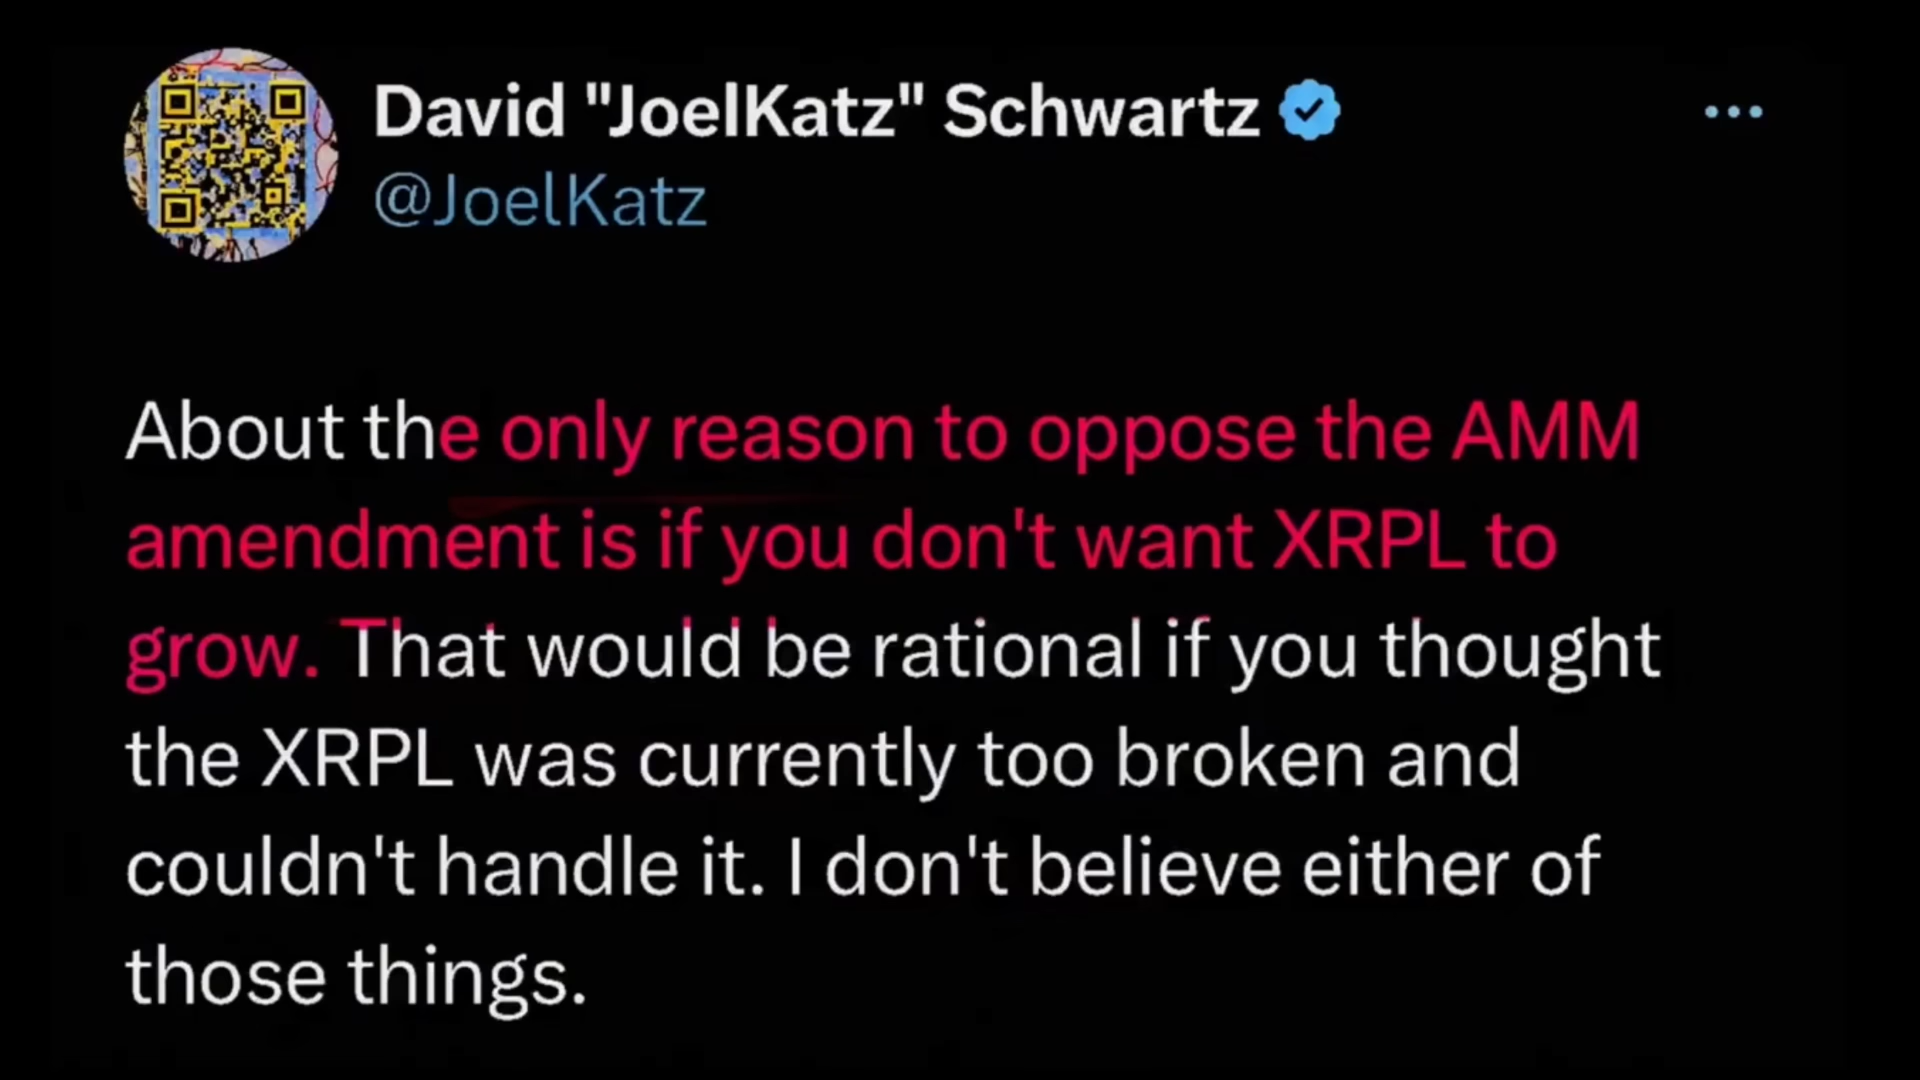 David "JoelKatz" Schwartz
@JoelKatz
About the only reason to oppose the AMM
amendment is if you don't want XRPL to
grow. That would be rational if you thought
the XRPL was currently too broken and
couldn't handle it. I don't believe either of
those things.